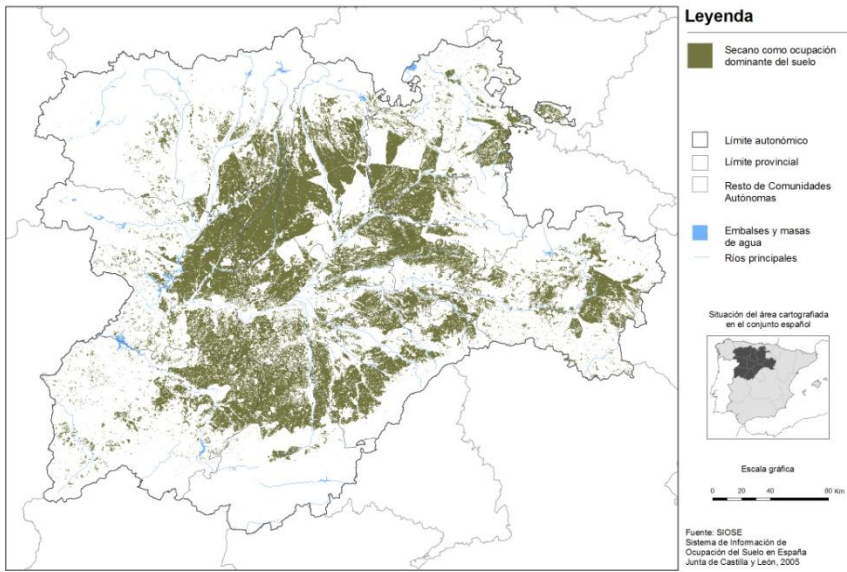 Leyenda
Secano como ocupación
dominante del suelo
Límite autonómico
Límite provincial
Resto de Comunidades
Autónomas
Embalses y masas
de agua
Ríos principales
Situación del área cartografiada
en el conjunto español
Escala gráfica
0 20 40 80 Km
Fuente: SIOSE
Sistema de Información de
Ocupación del Suelo en España
Junta de Castilla y León, 2005